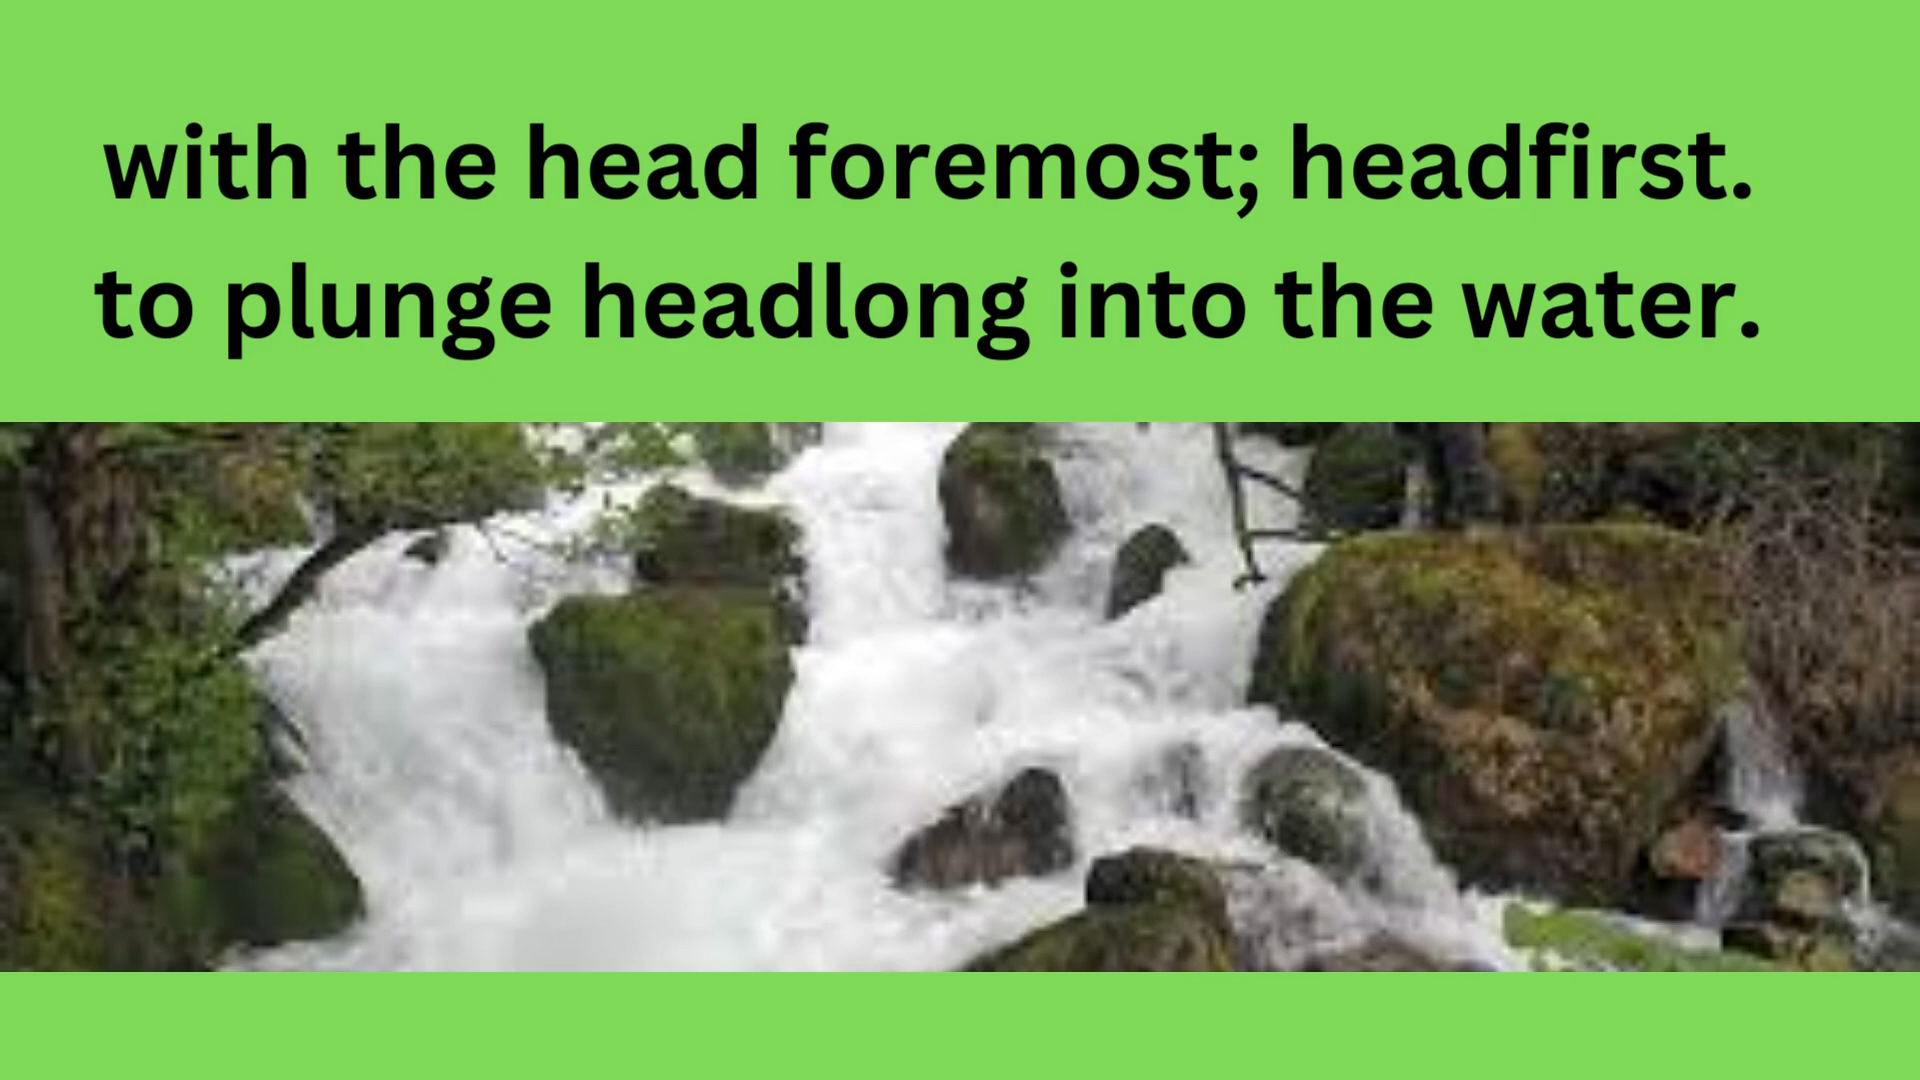 with the head foremost; headfirst.
to plunge headlong into the water.